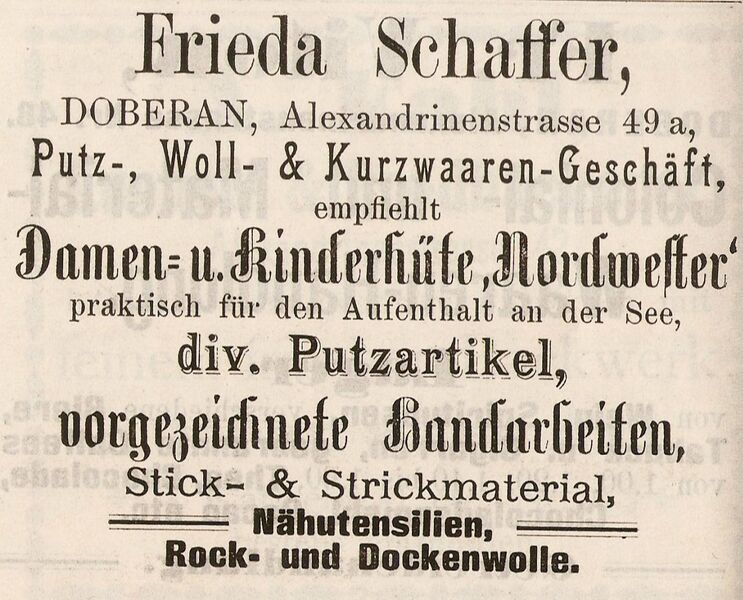 Frieda Schaffer,
DOBERAN, Alexandrinenstrasse 49a,
Putz-, Woll- & Kurzwaaren-Geschäft,
empfiehlt
Damen- u. Kinderhüte ‚Nordwester‘
praktisch für den Aufenthalt an der See,
div. Putzartikel,
vorgezeichnete Handarbeiten,
Stick- & Strickmaterial,
Nähutensilien,
Rock- und Dockenwolle.